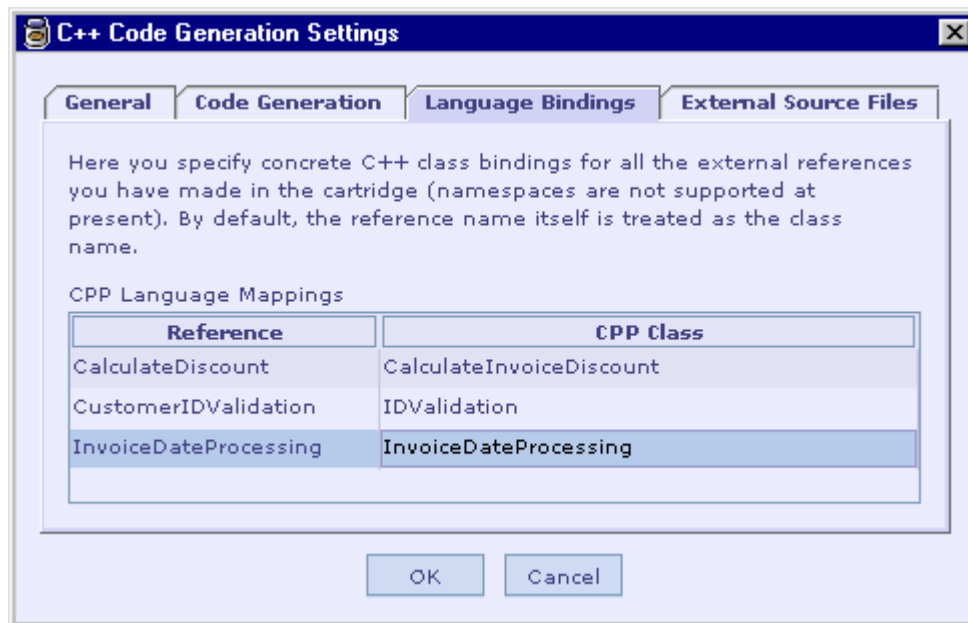 C++ Code Generation Settings
General Code Generation Language Bindings External Source Files
Here you specify concrete C++ class bindings for all the external references
you have made in the cartridge (namespaces are not supported at
present). By default, the reference name itself is treated as the class
name.
CPP Language Mappings
Reference CPP Class
CalculateDiscount CalculateInvoiceDiscount
CustomerIDValidation IDValidation
InvoiceDateProcessing InvoiceDateProcessing
OK Cancel